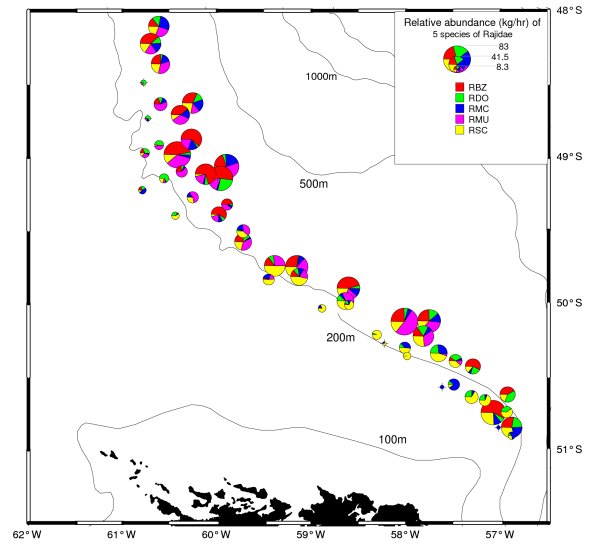 48° S
Relative abundance (kg/hr) of
5 species of Rajidae
83
41.5
8.3
1000m
RBZ
RDO
RMC
RMU
RSC
49° S
500m
50° S
200m
100m
51° S
62° W
61° W
60° W
59° W
58° W
57° W